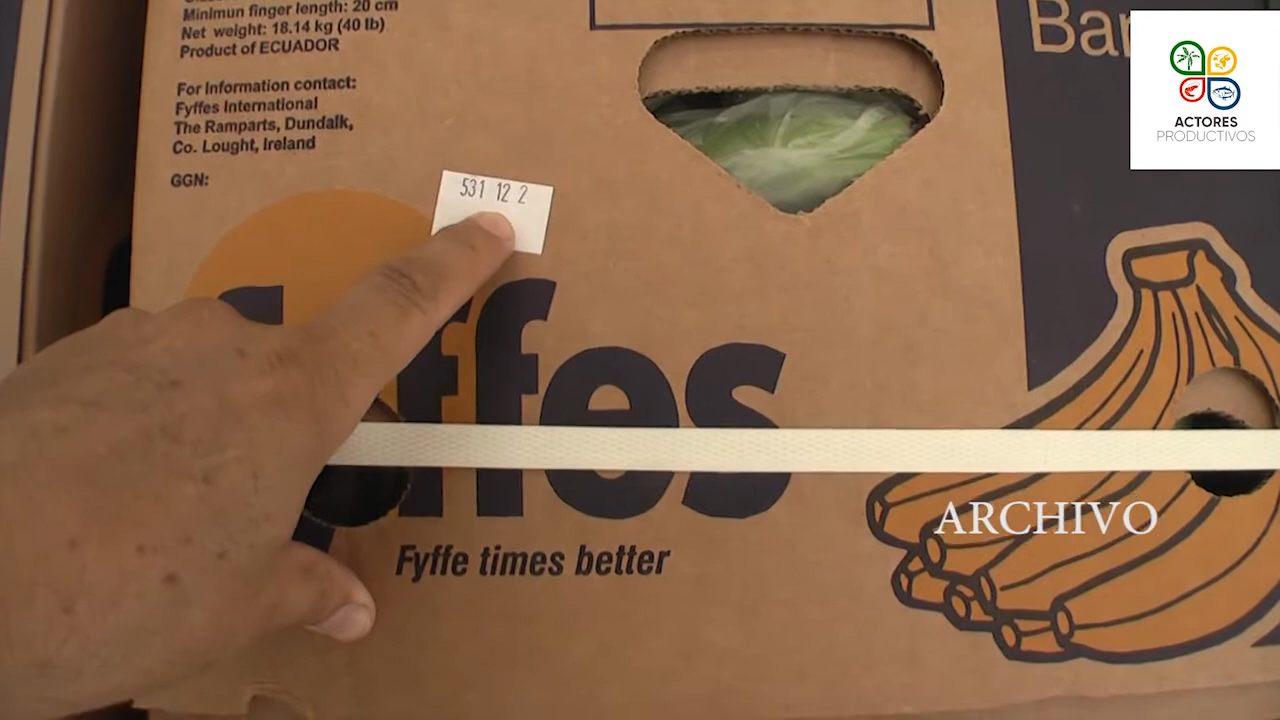 Minimun finger length: 20 cm
Net weight: 18.14 kg (40 lb)
Product of ECUADOR
For Information contact:
Fyffes International
The Ramparts, Dundalk,
Co. Lought, Ireland
GGN:
531 12 2
ffes
Fyffe times better
ACTORES
PRODUCTIVOS
ARCHIVO